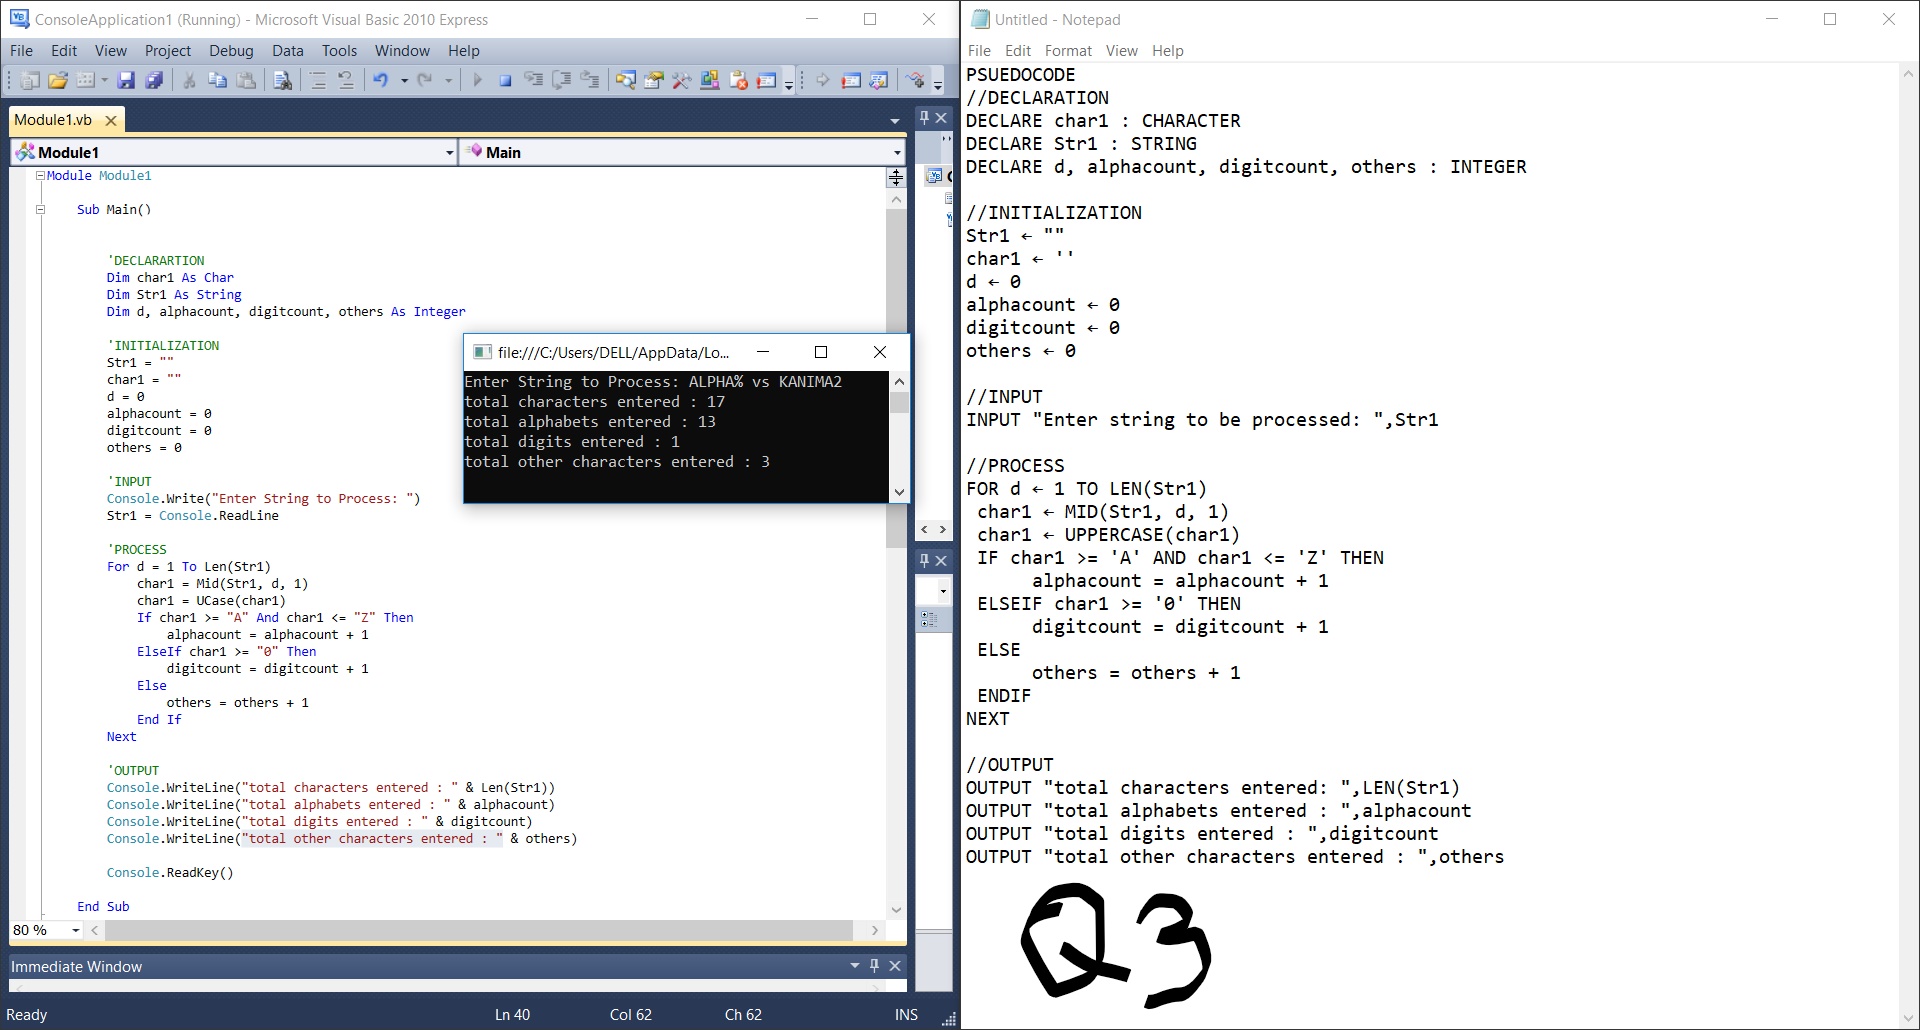 ConsoleApplication1 (Running) - Microsoft Visual Basic 2010 Express
File Edit View Project Debug Data Tools Window Help
Module1.vb
Module1
Main
Module Module1
Sub Main()
'DECLARARTION
Dim char1 As Char
Dim Str1 As String
Dim d, alphacount, digitcount, others As Integer
'INITIALIZATION
Str1 = ""
char1 = ""
d = 0
alphacount = 0
digitcount = 0
others = 0
'INPUT
Console.Write("Enter String to Process: ")
Str1 = Console.ReadLine
'PROCESS
For d = 1 To Len(Str1)
char1 = Mid(Str1, d, 1)
char1 = UCase(char1)
If char1 >= "A" And char1 <= "Z" Then
alphacount = alphacount + 1
ElseIf char1 >= "0" Then
digitcount = digitcount + 1
Else
others = others + 1
End If
Next
'OUTPUT
Console.WriteLine("total characters entered : " & Len(Str1))
Console.WriteLine("total alphabets entered : " & alphacount)
Console.WriteLine("total digits entered : " & digitcount)
Console.WriteLine("total other characters entered : " & others)
Console.ReadKey()
End Sub
80 %
Immediate Window
Ready Ln 40 Col 62 Ch 62 INS
file:///C:/Users/DELL/AppData/Lo...
Enter String to Process: ALPHA% vs KANIMA2
total characters entered : 17
total alphabets entered : 13
total digits entered : 1
total other characters entered : 3
Untitled - Notepad
File Edit Format View Help
PSUEDOCODE
//DECLARATION
DECLARE char1 : CHARACTER
DECLARE Str1 : STRING
DECLARE d, alphacount, digitcount, others : INTEGER
//INITIALIZATION
Str1 ← ""
char1 ← ''
d ← 0
alphacount ← 0
digitcount ← 0
others ← 0
//INPUT
INPUT "Enter string to be processed: ",Str1
//PROCESS
FOR d ← 1 TO LEN(Str1)
char1 ← MID(Str1, d, 1)
char1 ← UPPERCASE(char1)
IF char1 >= 'A' AND char1 <= 'Z' THEN
alphacount = alphacount + 1
ELSEIF char1 >= '0' THEN
digitcount = digitcount + 1
ELSE
others = others + 1
ENDIF
NEXT
//OUTPUT
OUTPUT "total characters entered: ",LEN(Str1)
OUTPUT "total alphabets entered : ",alphacount
OUTPUT "total digits entered : ",digitcount
OUTPUT "total other characters entered : ",others
Q3